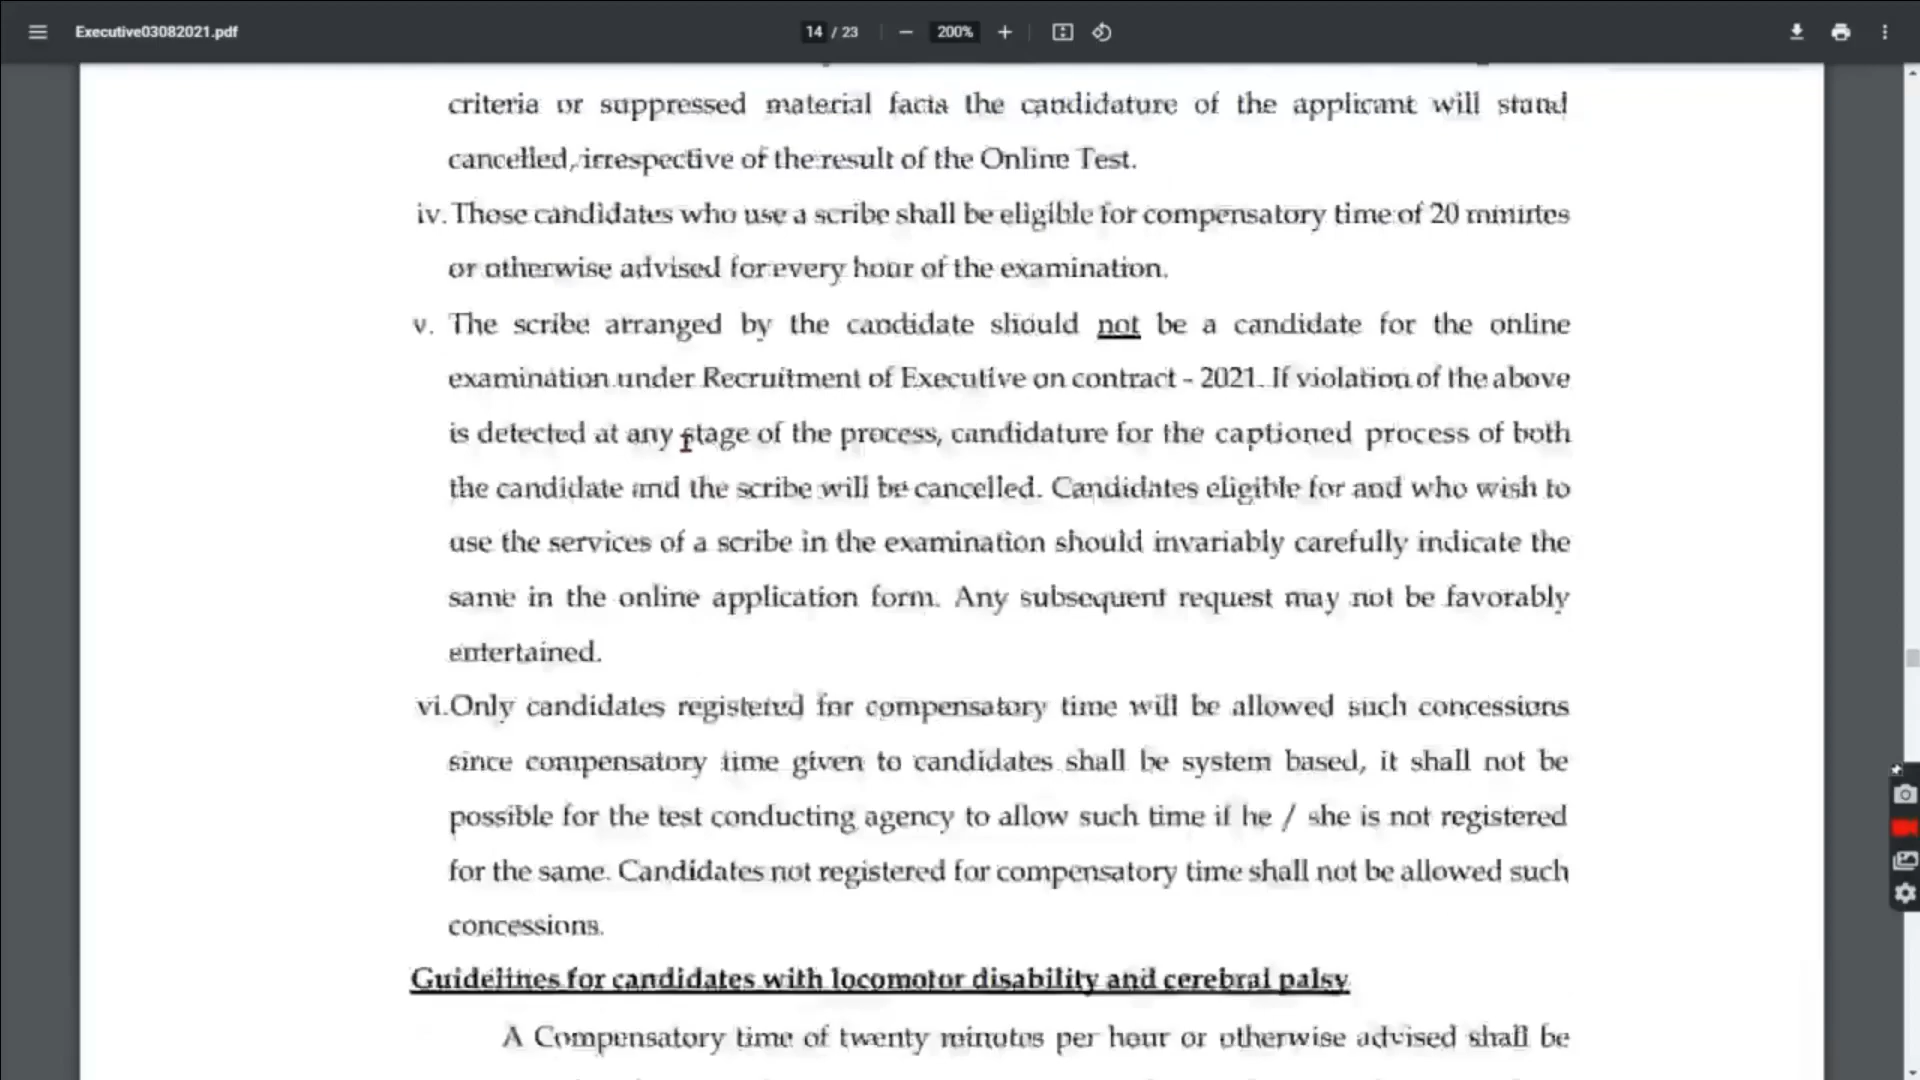 Executive03082021.pdf
14 / 23
200%
criteria or suppressed material facts the candidature of the applicant will stand
cancelled, irrespective of the result of the Online Test.
iv. Those candidates who use a scribe shall be eligible for compensatory time of 20 minutes
or otherwise advised for every hour of the examination.
v. The scribe arranged by the candidate should not be a candidate for the online
examination under Recruitment of Executive on contract - 2021. If violation of the above
is detected at any stage of the process, candidature for the captioned process of both
the candidate and the scribe will be cancelled. Candidates eligible for and who wish to
use the services of a scribe in the examination should invariably carefully indicate the
same in the online application form. Any subsequent request may not be favorably
entertained.
vi. Only candidates registered for compensatory time will be allowed such concessions
since compensatory time given to candidates shall be system based, it shall not be
possible for the test conducting agency to allow such time if he / she is not registered
for the same. Candidates not registered for compensatory time shall not be allowed such
concessions.
Guidelines for candidates with locomotor disability and cerebral palsy
A Compensatory time of twenty minutes per hour or otherwise advised shall be